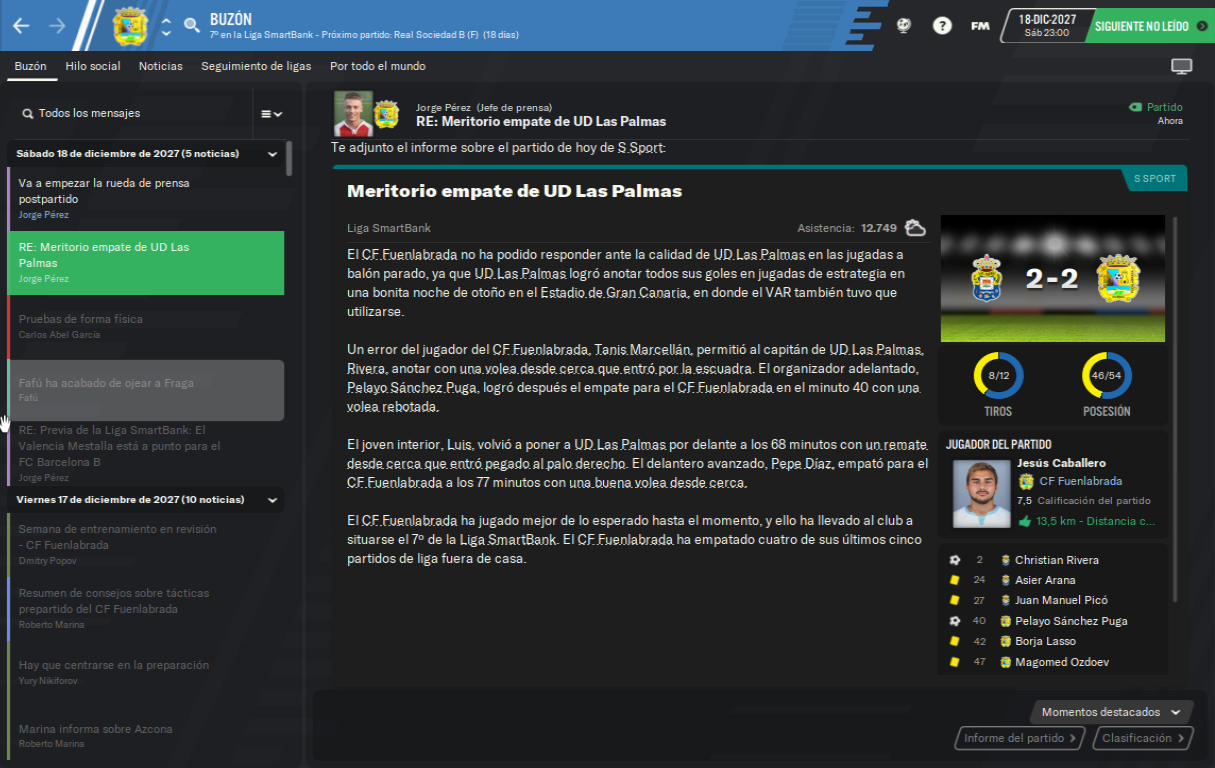 BUZÓN
7º en la Liga SmartBank - Próximo partido: Real Sociedad B (F) (18 días)
FM
18-DIC-2027
Sáb 23:00
SIGUIENTE NO LEÍDO
Buzón
Hilo social
Noticias
Seguimiento de ligas
Por todo el mundo
Todos los mensajes
Sábado 18 de diciembre de 2027 (5 noticias)
Va a empezar la rueda de prensa
postpartido
Jorge Pérez
RE: Meritorio empate de UD Las
Palmas
Jorge Pérez
Pruebas de forma física
Carlos Abel García
Fafú ha acabado de ojear a Fraga
Fafú
RE: Previa de la Liga SmartBank: El
Valencia Mestalla está a punto para el
FC Barcelona B
Jorge Pérez
Viernes 17 de diciembre de 2027 (10 noticias)
Semana de entrenamiento en revisión
- CF Fuenlabrada
Dmitry Popov
Resumen de consejos sobre tácticas
prepartido del CF Fuenlabrada
Roberto Marina
Hay que centrarse en la preparación
Yury Nikiforov
Marina informa sobre Azcona
Roberto Marina
Jorge Pérez (Jefe de prensa)
RE: Meritorio empate de UD Las Palmas
Partido
Ahora
Te adjunto el informe sobre el partido de hoy de S Sport:
S SPORT
Meritorio empate de UD Las Palmas
Liga SmartBank
Asistencia: 12.749
El CF Fuenlabrada no ha podido responder ante la calidad de UD Las Palmas en las jugadas a
balón parado, ya que UD Las Palmas logró anotar todos sus goles en jugadas de estrategia en
una bonita noche de otoño en el Estadio de Gran Canaria, en donde el VAR también tuvo que
utilizarse.
Un error del jugador del CF Fuenlabrada, Tanis Marcellán, permitió al capitán de UD Las Palmas,
Rivera, anotar con una volea desde cerca que entró por la escuadra. El organizador adelantado,
Pelayo Sánchez Puga, logró después el empate para el CF Fuenlabrada en el minuto 40 con una
volea rebotada.
El joven interior, Luis, volvió a poner a UD Las Palmas por delante a los 68 minutos con un remate
desde cerca que entró pegado al palo derecho. El delantero avanzado, Pepe Díaz, empató para el
CF Fuenlabrada a los 77 minutos con una buena volea desde cerca.
El CF Fuenlabrada ha jugado mejor de lo esperado hasta el momento, y ello ha llevado al club a
situarse el 7º de la Liga SmartBank. El CF Fuenlabrada ha empatado cuatro de sus últimos cinco
partidos de liga fuera de casa.
2-2
8/12
TIROS
46/54
POSESIÓN
JUGADOR DEL PARTIDO
Jesús Caballero
CF Fuenlabrada
7,5 Calificación del partido
13,5 km - Distancia c...
2 Christian Rivera
24 Asier Arana
27 Juan Manuel Picó
40 Pelayo Sánchez Puga
42 Borja Lasso
47 Magomed Ozdoev
Momentos destacados
Informe del partido
Clasificación